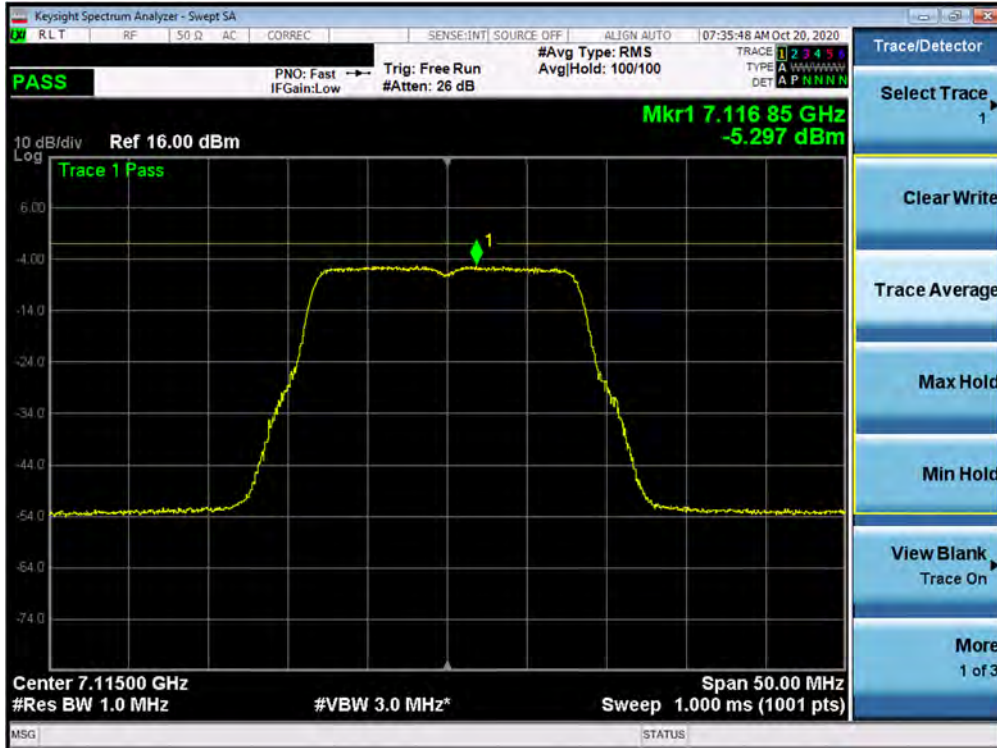 Keysight Spectrum Analyzer - Swept SA
LXI RL T RF 50 Ω AC CORREC SENSE:INT SOURCE OFF ALIGN AUTO 07:35:48 AM Oct 20, 2020
PASS
PNO: Fast
IFGain:Low
Trig: Free Run
#Atten: 26 dB
#Avg Type: RMS
Avg|Hold: 100/100
TRACE 1 2 3 4 5 6
TYPE A WWWWW
DET A P N N N N
Mkr1 7.116 85 GHz
-5.297 dBm
10 dB/div Ref 16.00 dBm
Log
Trace 1 Pass
1
6.00
-4.00
-14.0
-24.0
-34.0
-44.0
-54.0
-64.0
-74.0
Center 7.11500 GHz Span 50.00 MHz
#Res BW 1.0 MHz #VBW 3.0 MHz* Sweep 1.000 ms (1001 pts)
MSG STATUS
Trace/Detector
Select Trace
1
Clear Write
Trace Average
Max Hold
Min Hold
View Blank
Trace On
More
1 of 3